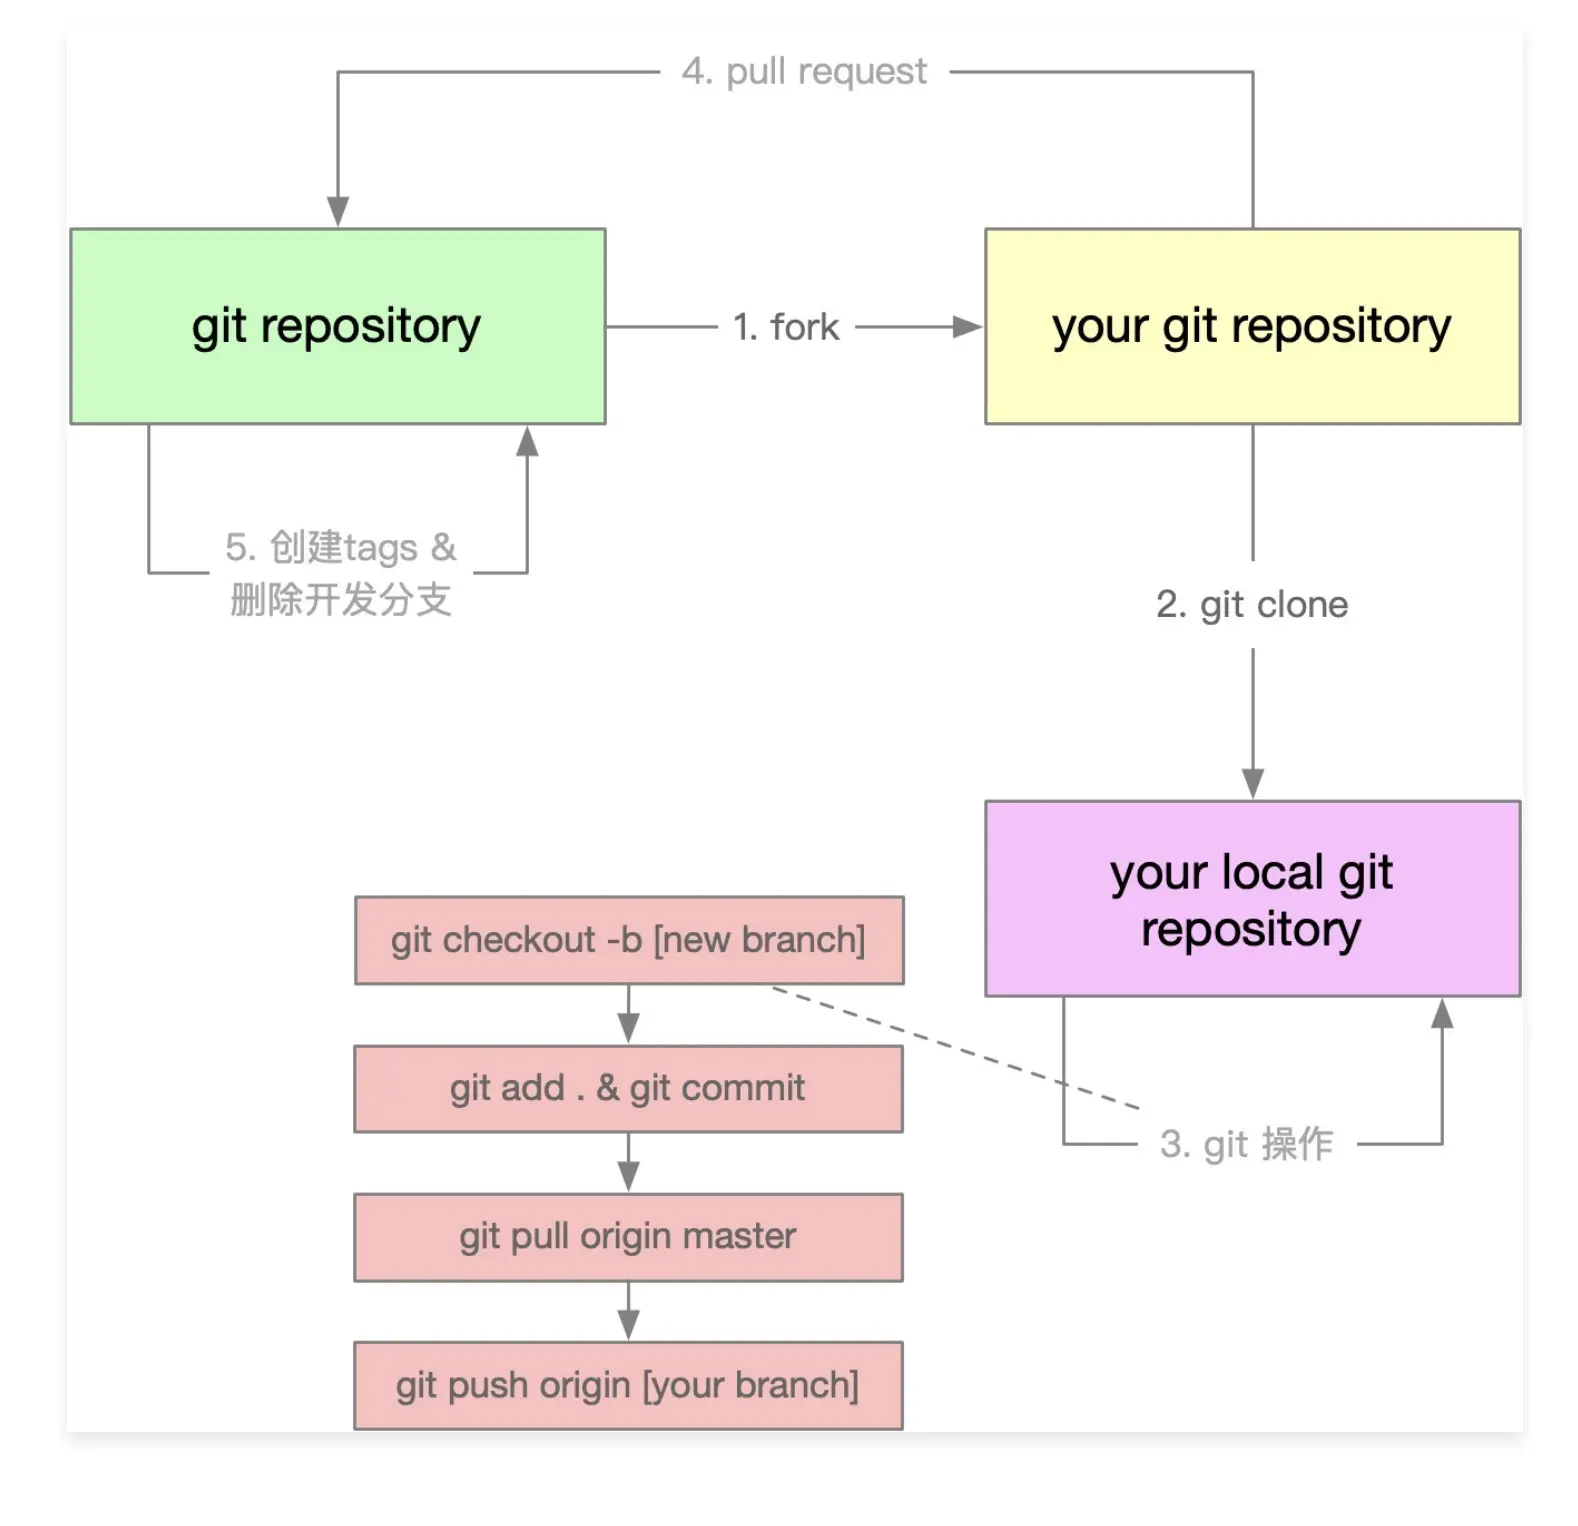 4. pull request
git repository
1. fork
your git repository
5. 创建tags &
删除开发分支
2. git clone
your local git
repository
git checkout -b [new branch]
git add . & git commit
3. git 操作
git pull origin master
git push origin [your branch]